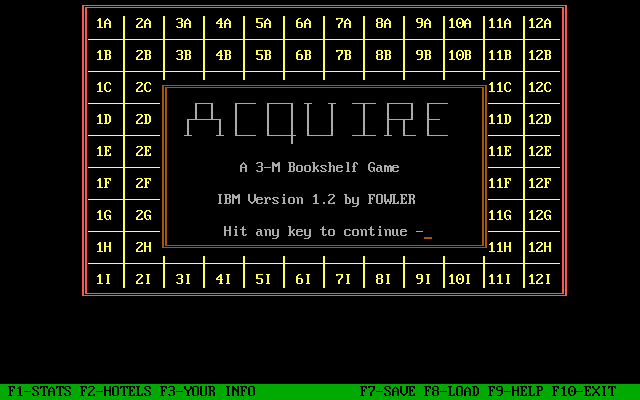 1A 2A 3A 4A 5A 6A 7A 8A 9A 10A 11A 12A
1B 2B 3B 4B 5B 6B 7B 8B 9B 10B 11B 12B
1C 2C 11C 12C
1D 2D ACQUIRE 11D 12D
1E 2E A 3-M Bookshelf Game 11E 12E
1F 2F IBM Version 1.2 by FOWLER 11F 12F
1G 2G 11G 12G
1H 2H Hit any key to continue - 11H 12H
1I 2I 3I 4I 5I 6I 7I 8I 9I 10I 11I 12I
F1-STATS F2-HOTELS F3-YOUR INFO F7-SAVE F8-LOAD F9-HELP F10-EXIT